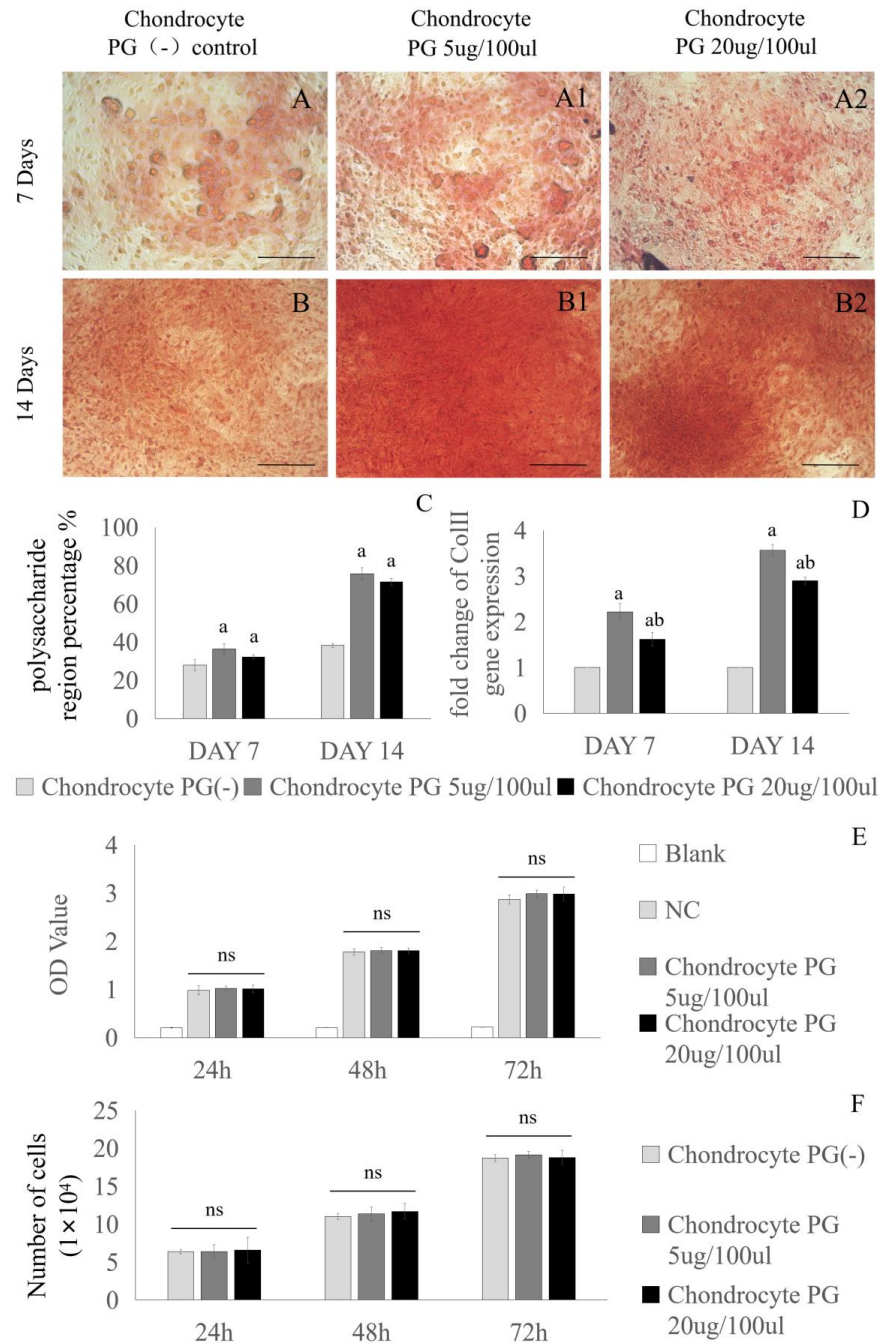 Chondrocyte
PG（-）control
Chondrocyte
PG 5ug/100ul
Chondrocyte
PG 20ug/100ul
7 Days
A
A1
A2
14 Days
B
B1
B2
C
polysaccharide
region percentage %
100
80
60
40
20
0
a
a
a
a
DAY 7
DAY 14
D
fold change of ColII
gene expression
4
3
2
1
0
a
ab
a
ab
DAY 7
DAY 14
Chondrocyte PG(-)
Chondrocyte PG 5ug/100ul
Chondrocyte PG 20ug/100ul
E
OD Value
4
3
2
1
0
ns
ns
ns
24h
48h
72h
Blank
NC
Chondrocyte PG
5ug/100ul
Chondrocyte PG
20ug/100ul
F
Number of cells
(1×10⁴)
25
20
15
10
5
0
ns
ns
ns
24h
48h
72h
Chondrocyte PG(-)
Chondrocyte PG
5ug/100ul
Chondrocyte PG
20ug/100ul